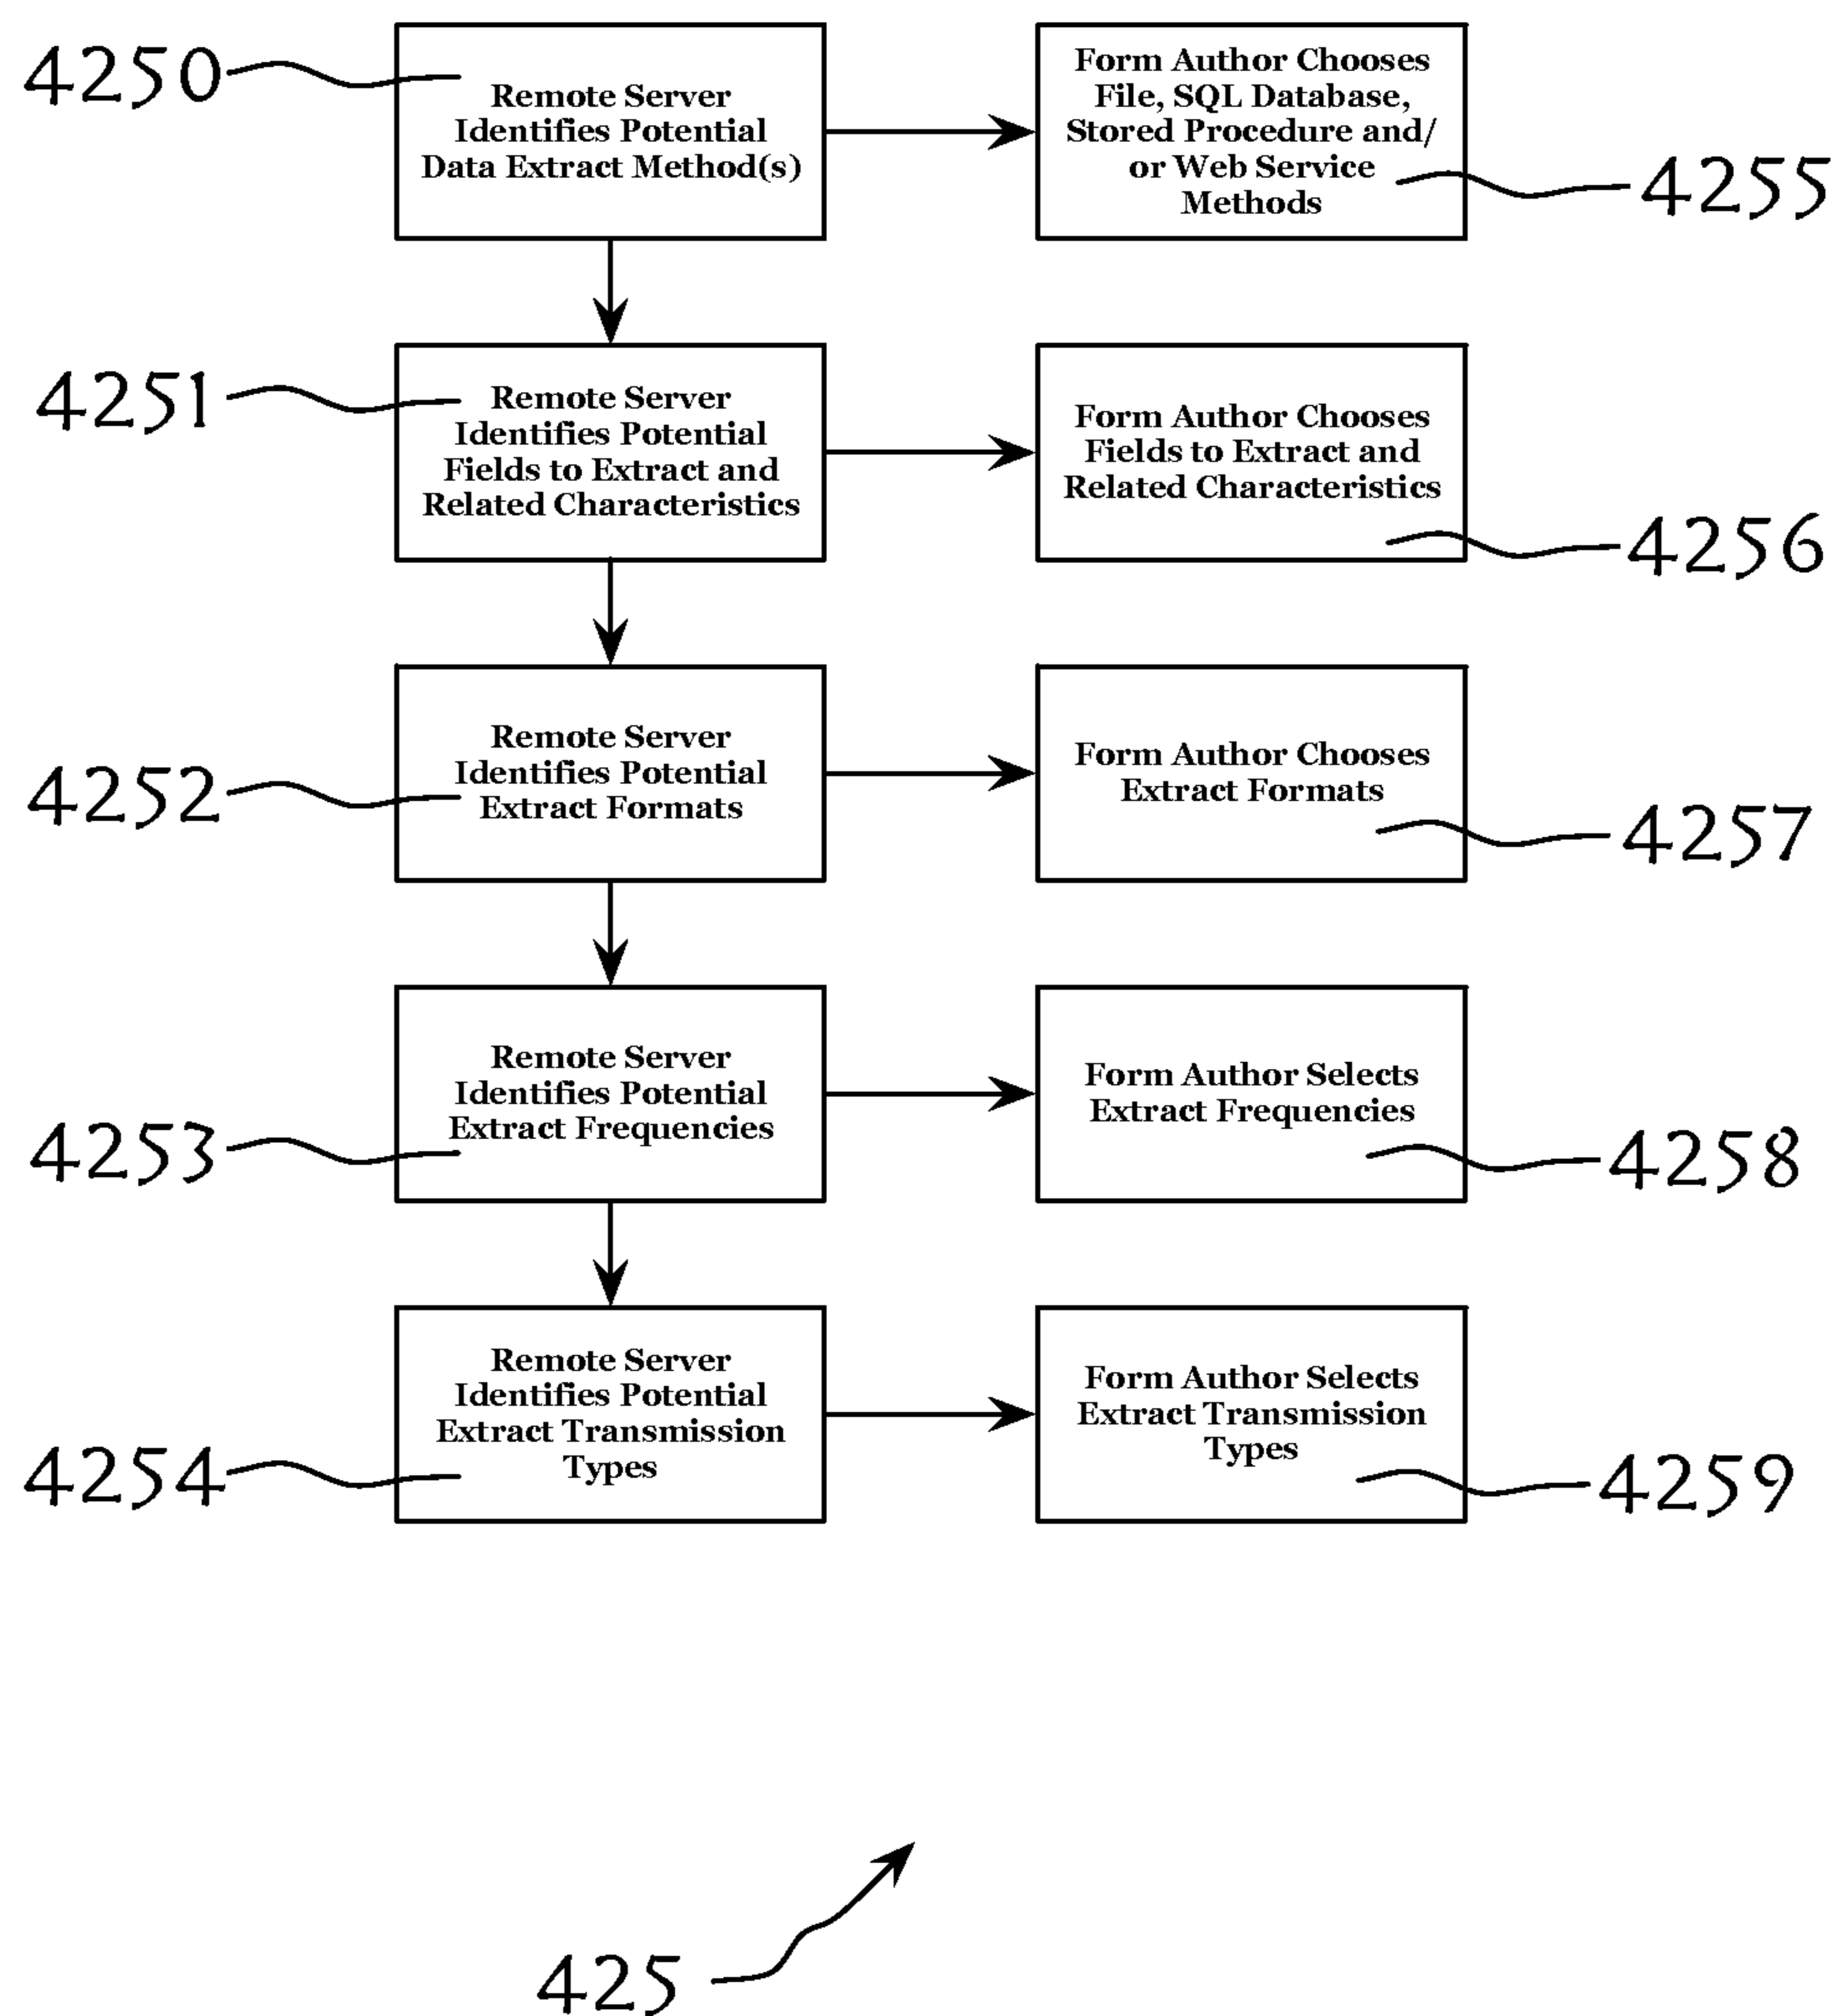 4250
Remote Server
Identifies Potential
Data Extract Method(s)
Form Author Chooses
File, SQL Database,
Stored Procedure and/
or Web Service
Methods
4255
4251
Remote Server
Identifies Potential
Fields to Extract and
Related Characteristics
Form Author Chooses
Fields to Extract and
Related Characteristics
4256
4252
Remote Server
Identifies Potential
Extract Formats
Form Author Chooses
Extract Formats
4257
4253
Remote Server
Identifies Potential
Extract Frequencies
Form Author Selects
Extract Frequencies
4258
4254
Remote Server
Identifies Potential
Extract Transmission
Types
Form Author Selects
Extract Transmission
Types
4259
425